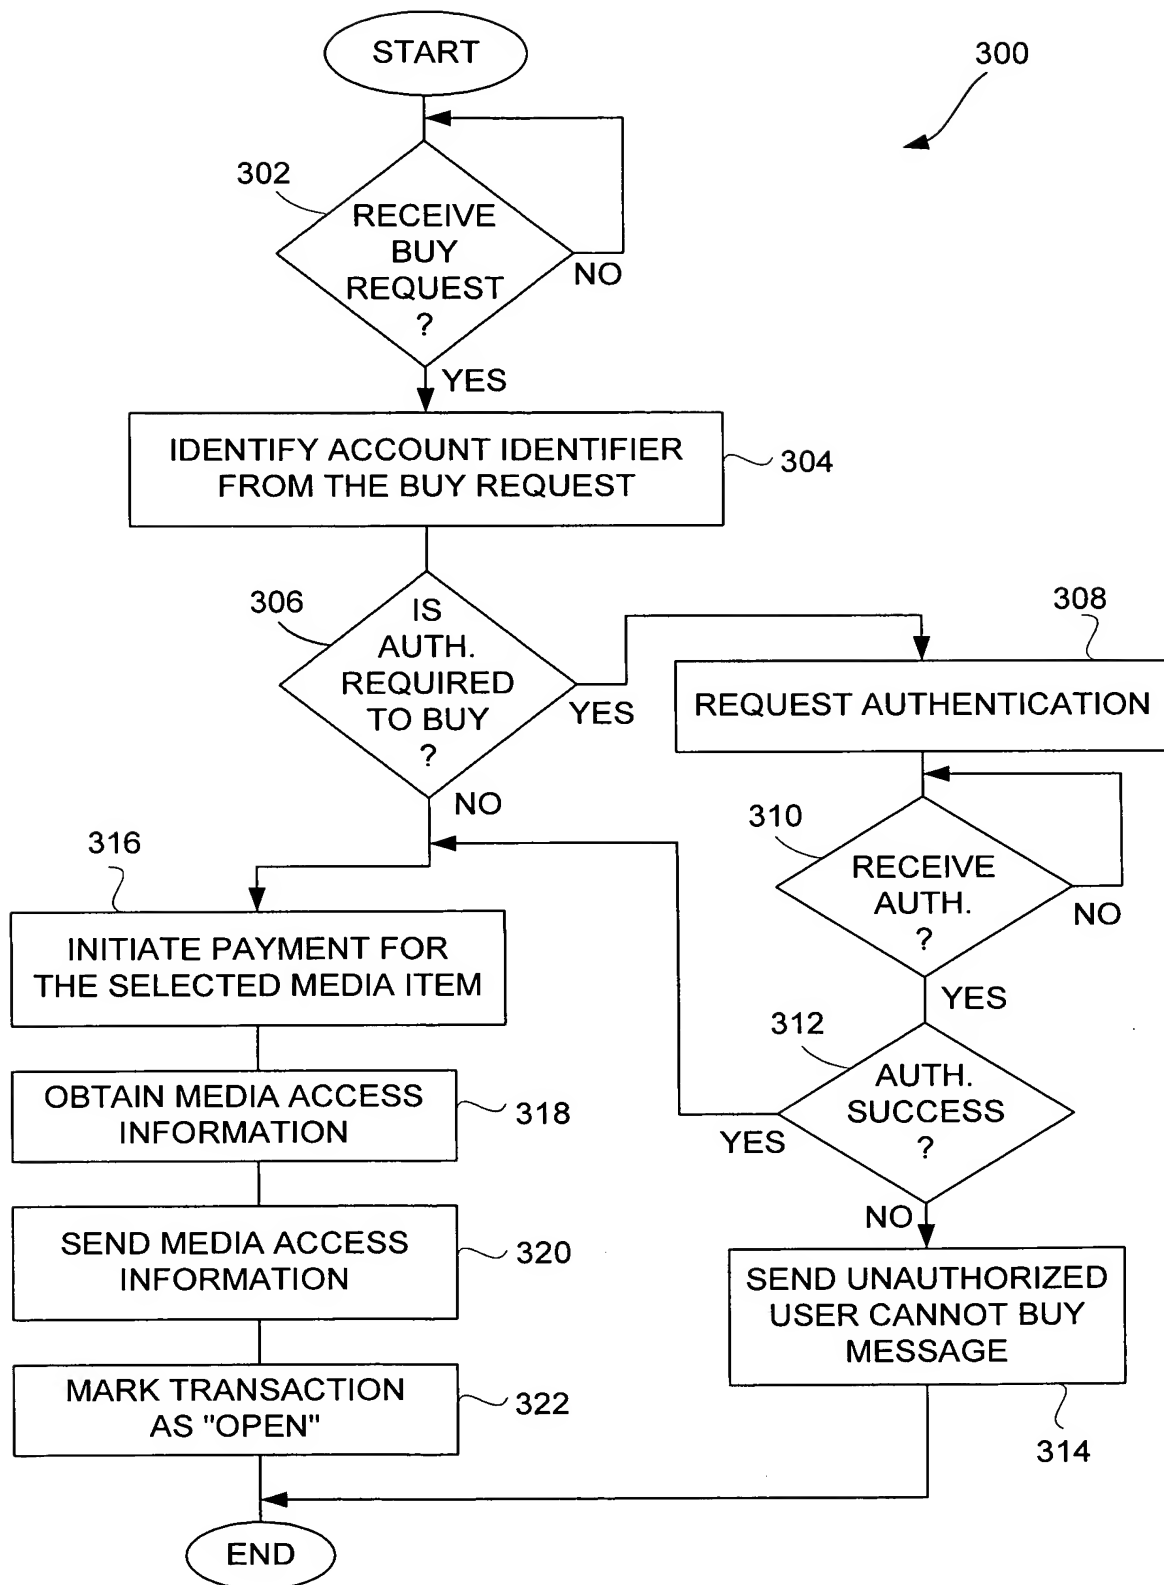 START
300
302
RECEIVE
BUY
REQUEST
?
NO
YES
IDENTIFY ACCOUNT IDENTIFIER
FROM THE BUY REQUEST
304
306
IS
AUTH.
REQUIRED
TO BUY
?
YES
NO
308
REQUEST AUTHENTICATION
310
RECEIVE
AUTH.
?
NO
YES
312
AUTH.
SUCCESS
?
YES
NO
SEND UNAUTHORIZED
USER CANNOT BUY
MESSAGE
314
316
INITIATE PAYMENT FOR
THE SELECTED MEDIA ITEM
OBTAIN MEDIA ACCESS
INFORMATION
318
SEND MEDIA ACCESS
INFORMATION
320
MARK TRANSACTION
AS "OPEN"
322
END